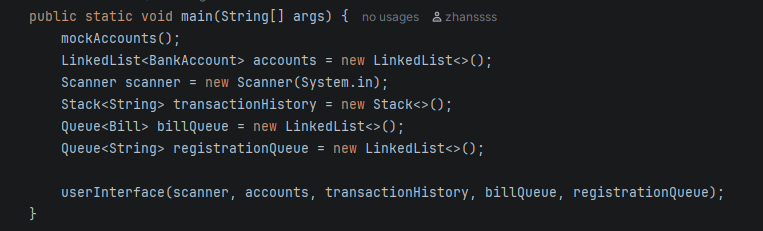 public static void main(String[] args) { no usages zhanssss
mockAccounts();
LinkedList<BankAccount> accounts = new LinkedList<>();
Scanner scanner = new Scanner(System.in);
Stack<String> transactionHistory = new Stack<>();
Queue<Bill> billQueue = new LinkedList<>();
Queue<String> registrationQueue = new LinkedList<>();
userInterface(scanner, accounts, transactionHistory, billQueue, registrationQueue);
}